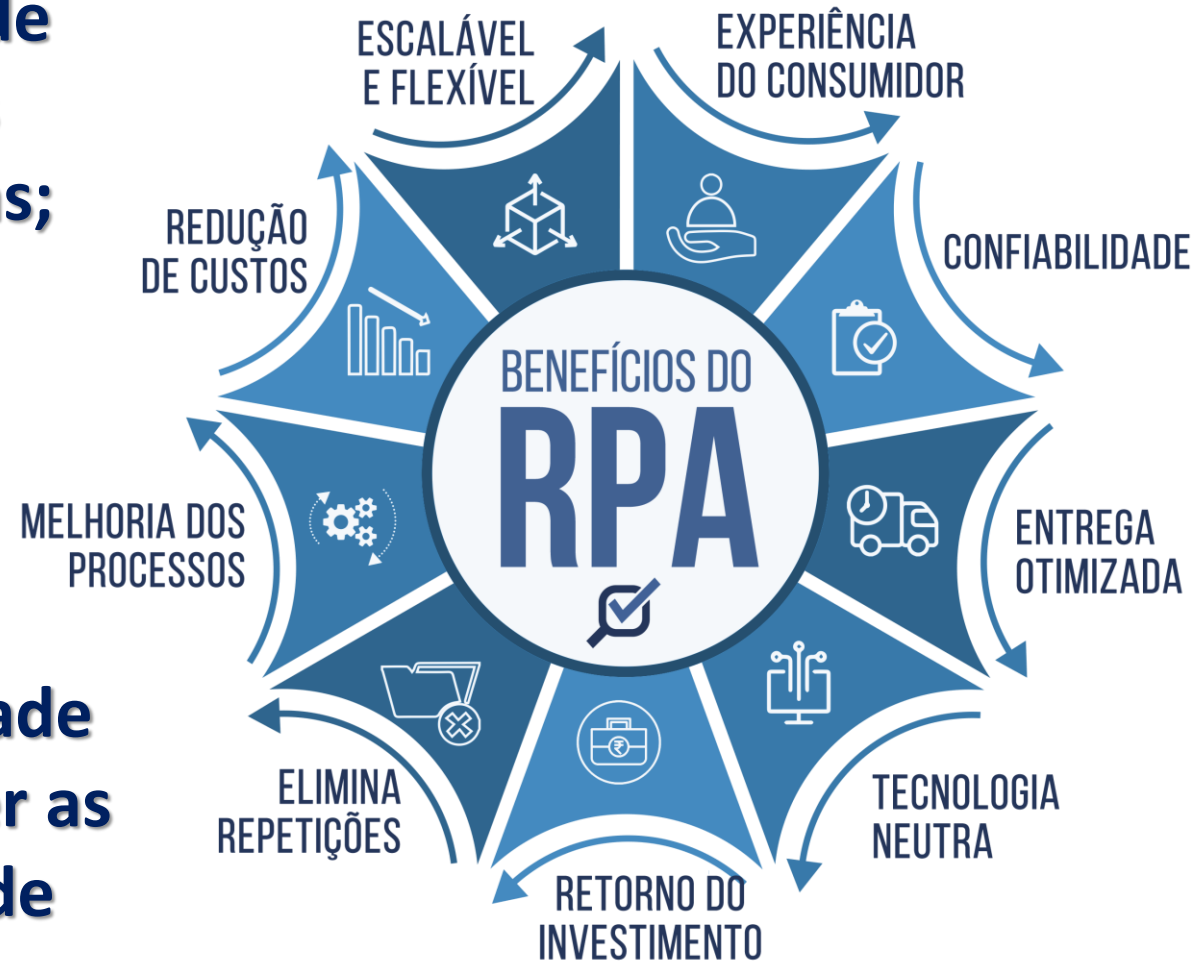 de
s;
ade
er as
de
ESCALÁVEL
E FLEXÍVEL
EXPERIÊNCIA
DO CONSUMIDOR
CONFIABILIDADE
ENTREGA
OTIMIZADA
TECNOLOGIA
NEUTRA
RETORNO DO
INVESTIMENTO
ELIMINA
REPETIÇÕES
MELHORIA DOS
PROCESSOS
REDUÇÃO
DE CUSTOS
BENEFÍCIOS DO
RPA
₹